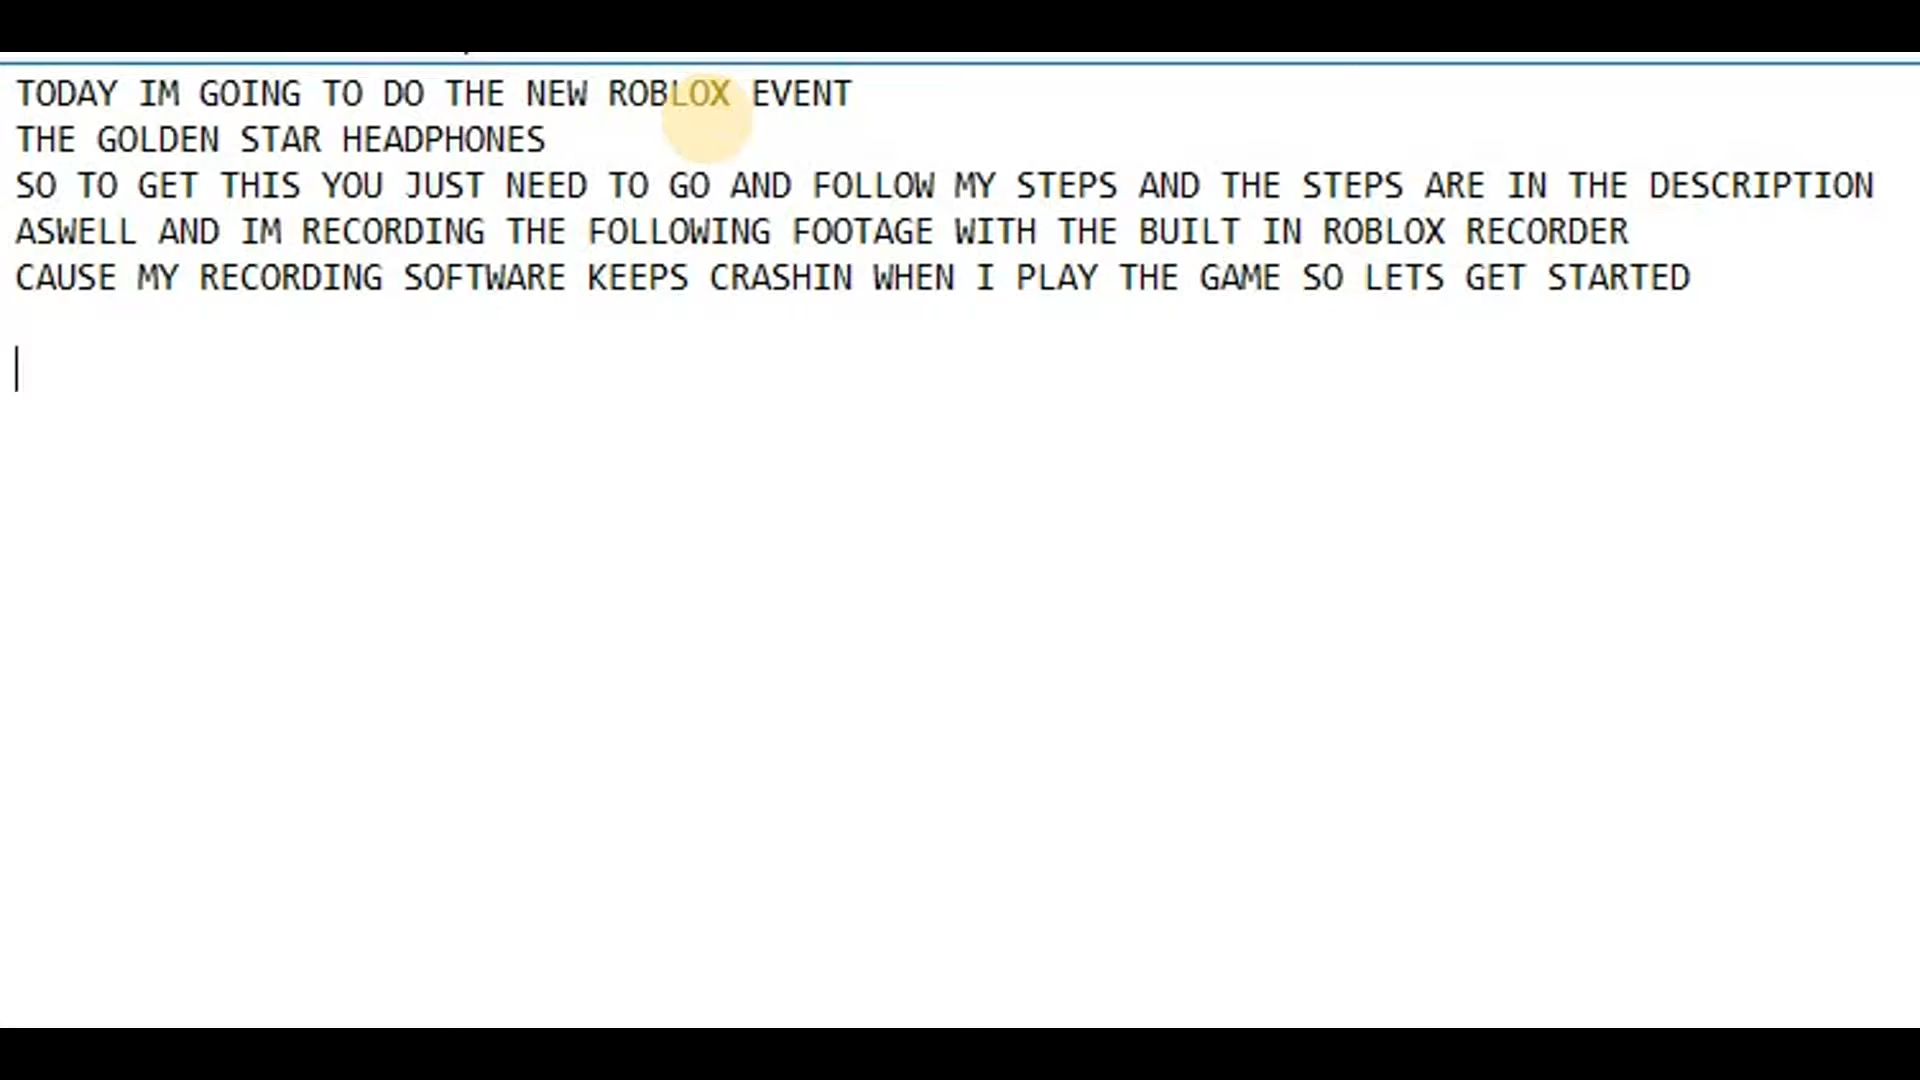 TODAY IM GOING TO DO THE NEW ROBLOX EVENT
THE GOLDEN STAR HEADPHONES
SO TO GET THIS YOU JUST NEED TO GO AND FOLLOW MY STEPS AND THE STEPS ARE IN THE DESCRIPTION
ASWELL AND IM RECORDING THE FOLLOWING FOOTAGE WITH THE BUILT IN ROBLOX RECORDER
CAUSE MY RECORDING SOFTWARE KEEPS CRASHIN WHEN I PLAY THE GAME SO LETS GET STARTED